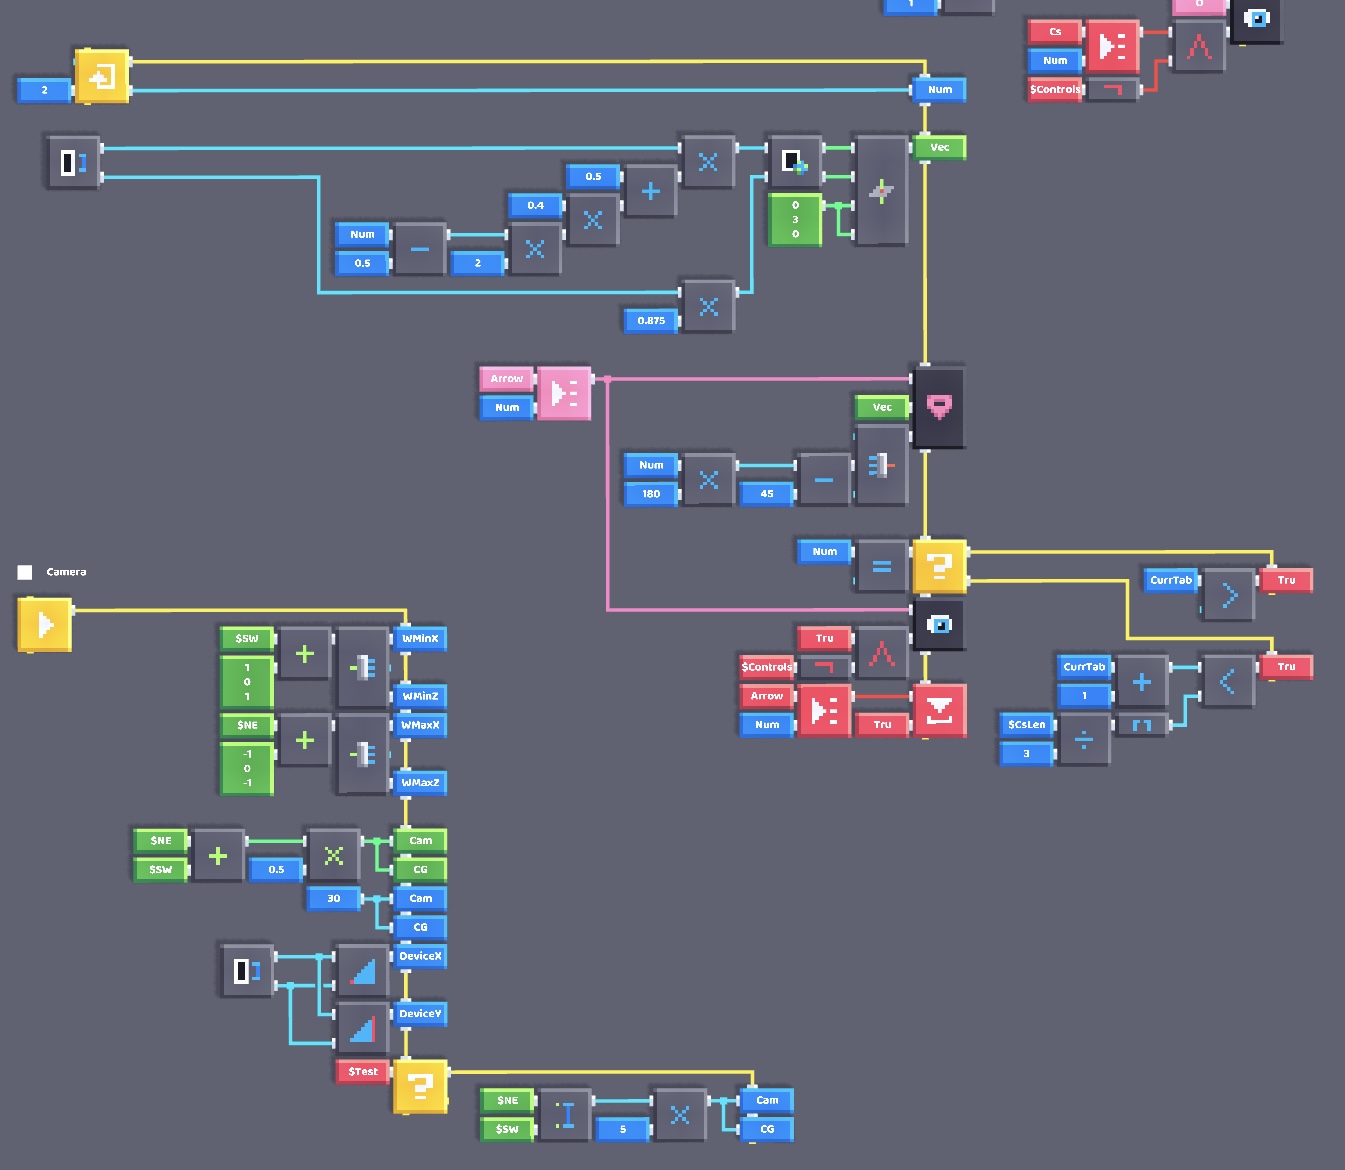 1
0
Cs
Num
$Controls
2
Num
Vec
0.5
0.4
0
3
0
Num
0.5
2
0.875
Arrow
Num
Vec
Num
180
45
Num
CurrTab
Tru
Camera
$SW
WMinX
1
0
1
WMinZ
$NE
WMaxX
-1
0
-1
WMaxZ
Tru
$Controls
Arrow
Num
Tru
CurrTab
1
Tru
$CsLen
3
$NE
Cam
$SW
0.5
CG
30
Cam
CG
DeviceX
DeviceY
$Test
$NE
Cam
$SW
5
CG